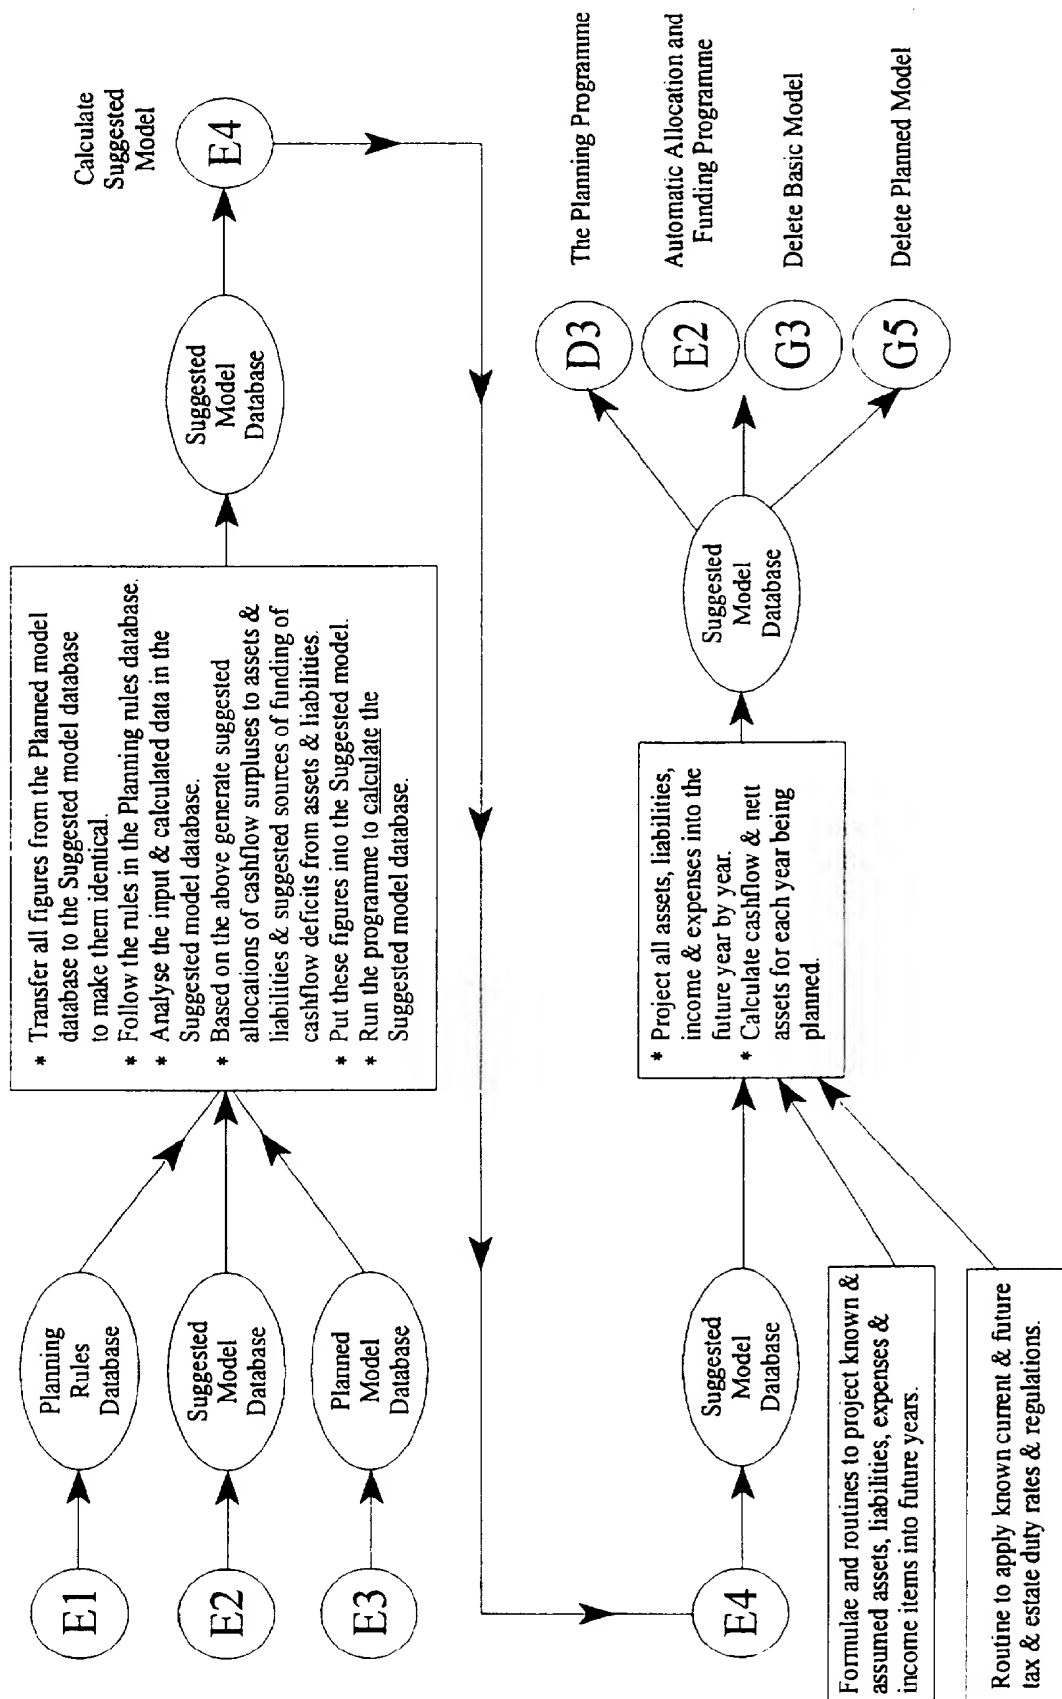 E1
Planning
Rules
Database
E2
Suggested
Model
Database
E3
Planned
Model
Database
* Transfer all figures from the Planned model
database to the Suggested model database
to make them identical.
* Follow the rules in the Planning rules database.
* Analyse the input & calculated data in the
Suggested model database.
* Based on the above generate suggested
allocations of cashflow surpluses to assets &
liabilities & suggested sources of funding of
cashflow deficits from assets & liabilities.
* Put these figures into the Suggested model.
* Run the programme to calculate the
Suggested model database.
Suggested
Model
Database
Calculate
Suggested
Model
E4
E4
Suggested
Model
Database
Formulae and routines to project known &
assumed assets, liabilities, expenses &
income items into future years.
Routine to apply known current & future
tax & estate duty rates & regulations.
* Project all assets, liabilities,
income & expenses into the
future year by year.
* Calculate cashflow & nett
assets for each year being
planned.
Suggested
Model
Database
D3
The Planning Programme
E2
Automatic Allocation and
Funding Programme
G3
Delete Basic Model
G5
Delete Planned Model